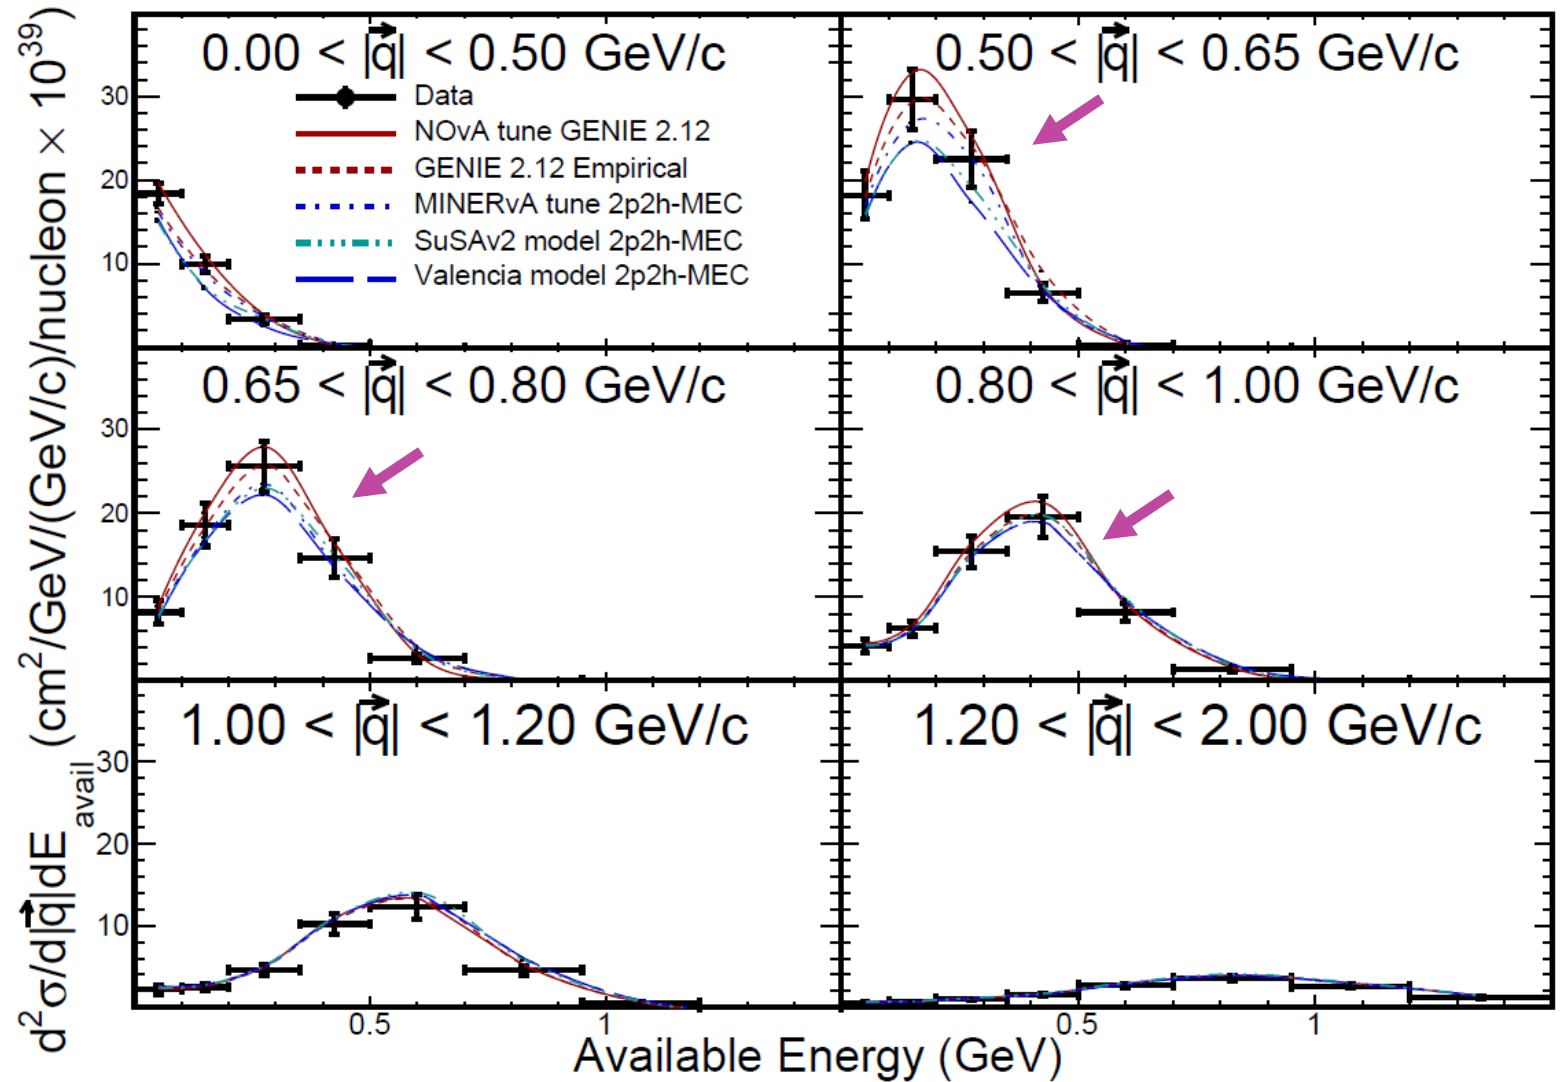 d²σ/d|q⃗|dE_avail (cm²/GeV/(GeV/c)/nucleon × 10³⁹)
0.00 < |q⃗| < 0.50 GeV/c
Data
NOvA tune GENIE 2.12
GENIE 2.12 Empirical
MINERvA tune 2p2h-MEC
SuSAv2 model 2p2h-MEC
Valencia model 2p2h-MEC
30
20
10
0.50 < |q⃗| < 0.65 GeV/c
0.65 < |q⃗| < 0.80 GeV/c
30
20
10
0.80 < |q⃗| < 1.00 GeV/c
1.00 < |q⃗| < 1.20 GeV/c
30
20
10
1.20 < |q⃗| < 2.00 GeV/c
0.5 1 0.5 1
Available Energy (GeV)